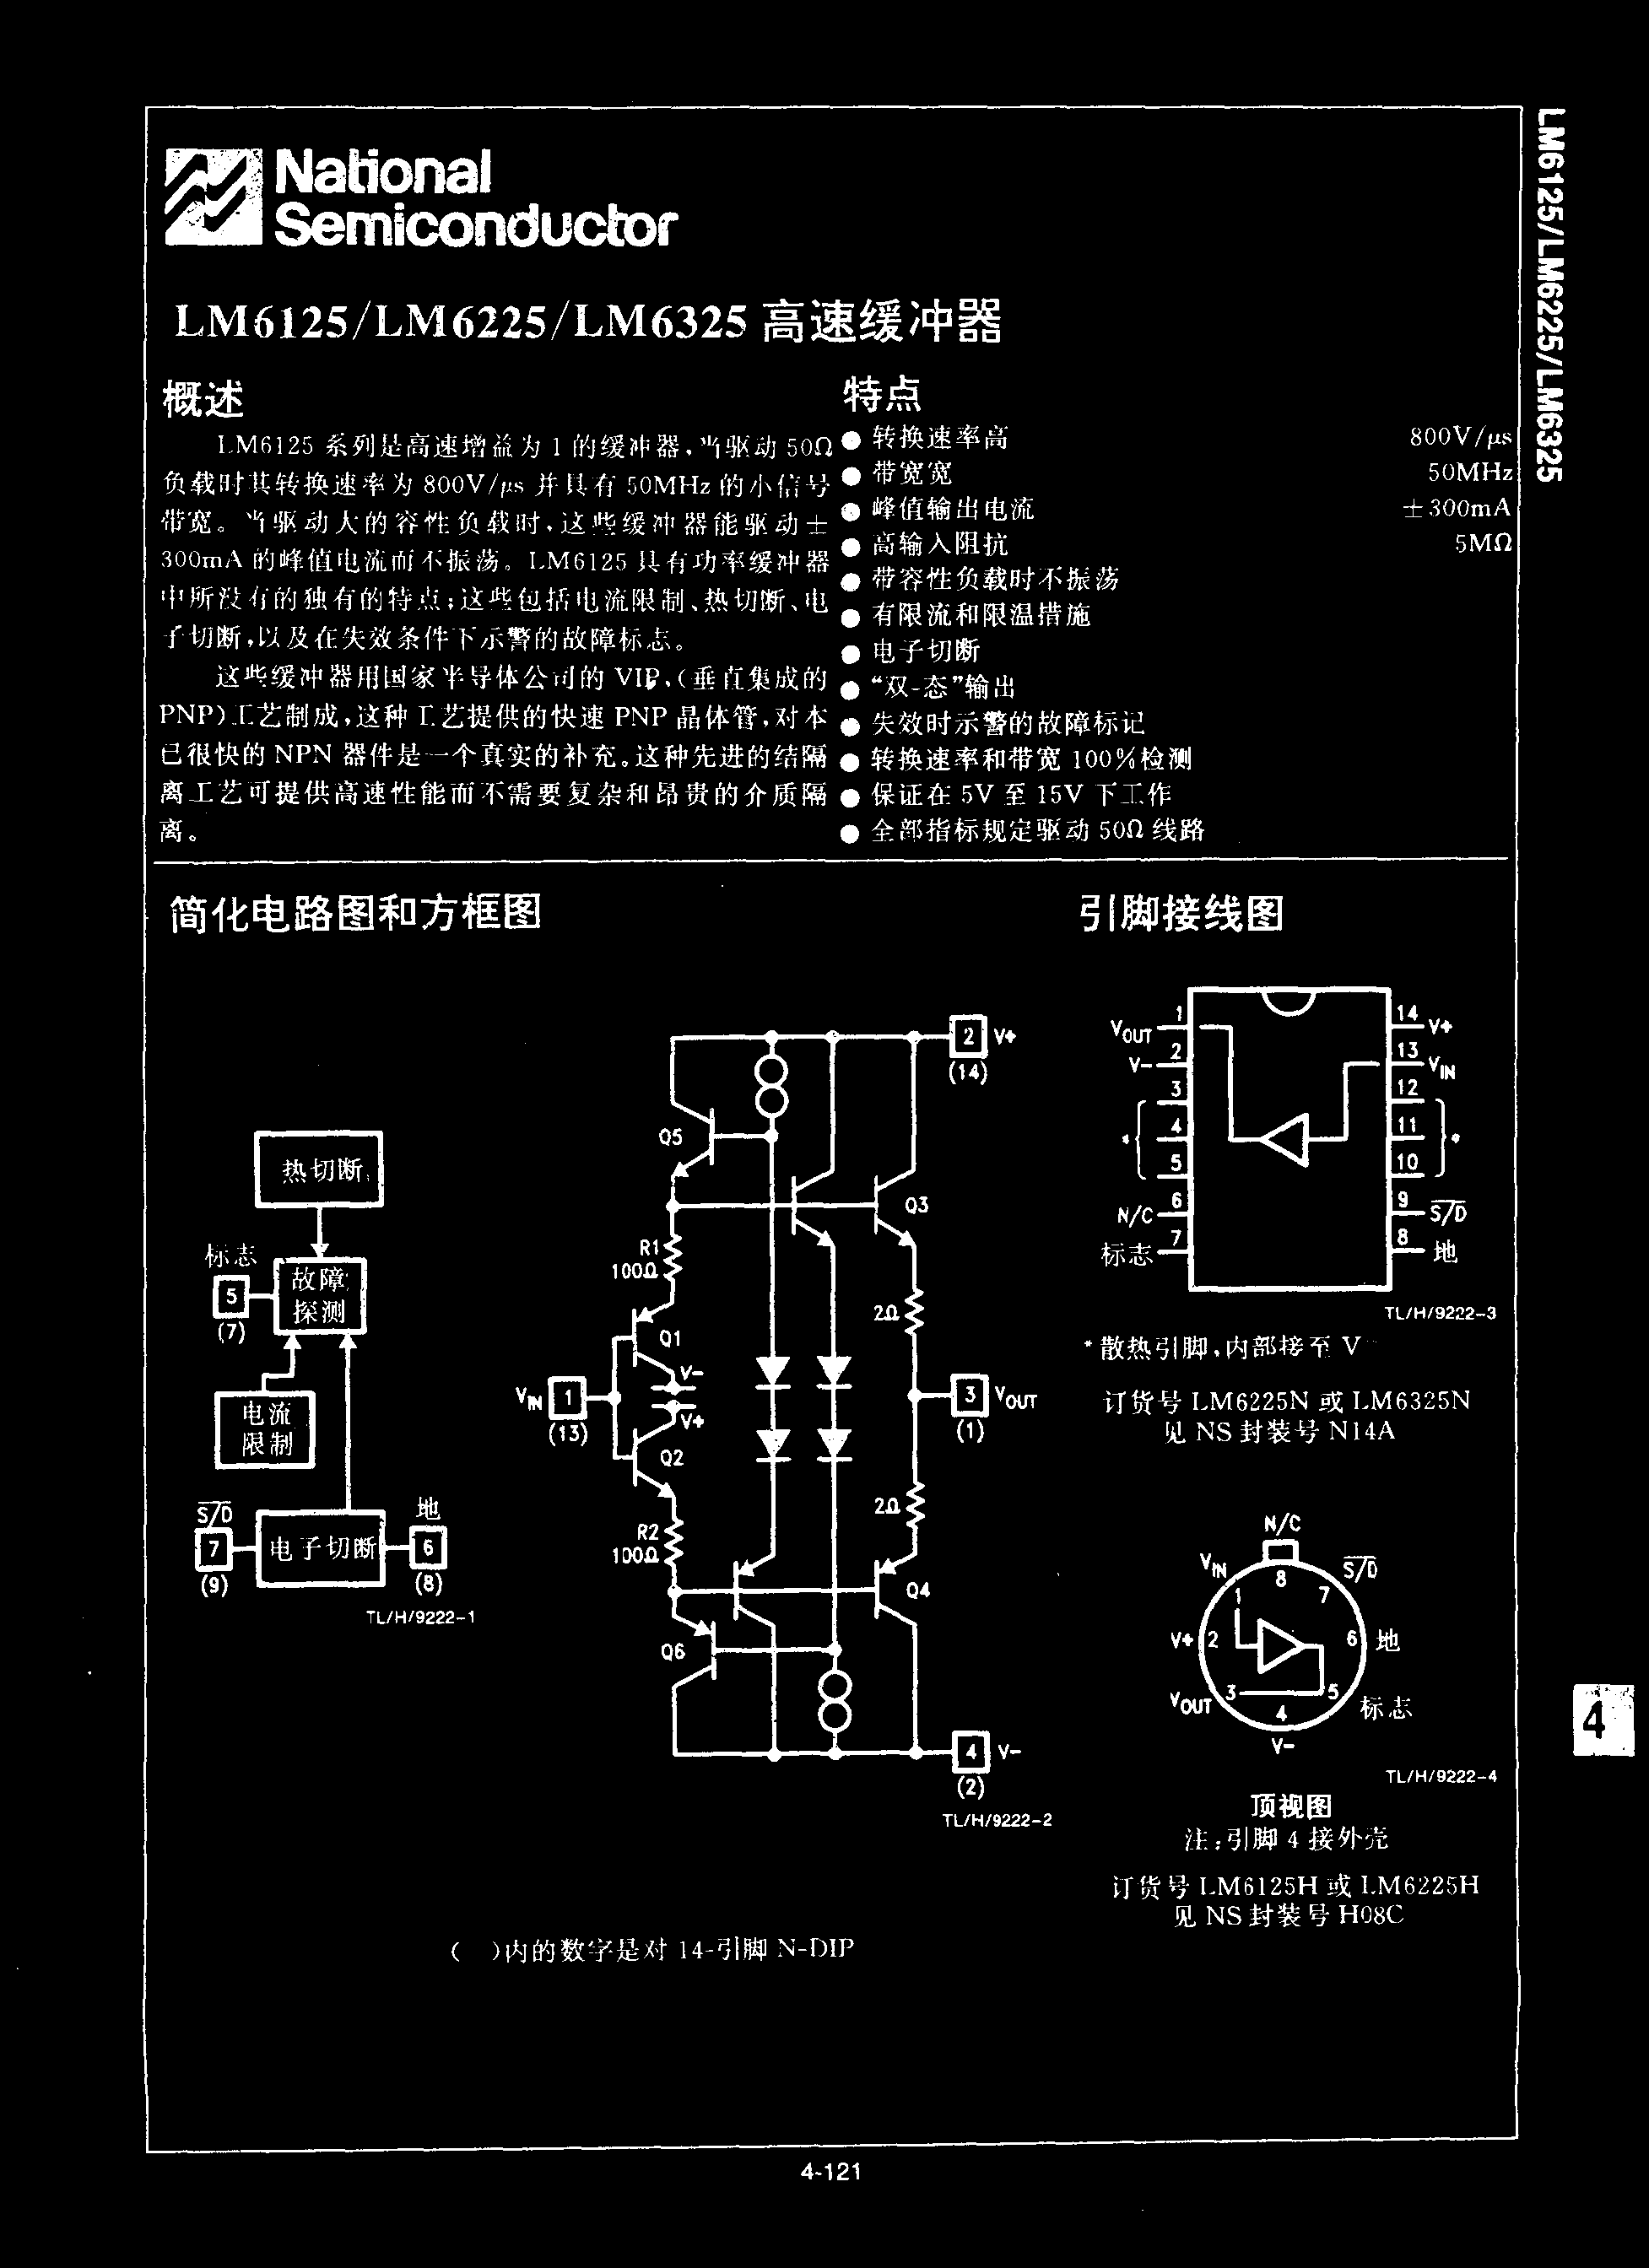 National
Semiconductor
LM6125/LM6225/LM6325
LM6125/LM6225/LM6325 高速缓冲器
概述
LM6125 系列是高速增益为 1 的缓冲器,当驱动 50Ω
负载时其转换速率为 800V/μs 并具有 50MHz 的小信号
带宽。当驱动大的容性负载时,这些缓冲器能驱动±
300mA 的峰值电流而不振荡。LM6125 具有功率缓冲器
中所没有的独有的特点;这些包括电流限制、热切断、电
子切断,以及在失效条件下示警的故障标志。
这些缓冲器用国家半导体公司的 VIP,(垂直集成的
PNP)工艺制成,这种工艺提供的快速 PNP 晶体管,对本
已很快的 NPN 器件是一个真实的补充。这种先进的结隔
离工艺可提供高速性能而不需要复杂和昂贵的介质隔
离。
特点
● 转换速率高 800V/μs
● 带宽宽 50MHz
● 峰值输出电流 ±300mA
● 高输入阻抗 5MΩ
● 带容性负载时不振荡
● 有限流和限温措施
● 电子切断
● “双-态”输出
● 失效时示警的故障标记
● 转换速率和带宽 100%检测
● 保证在 5V 至 15V 下工作
● 全部指标规定驱动 50Ω 线路
简化电路图和方框图
热切断
标志
5
(7)
故障
探测
电流
限制
S/D
7
(9)
电子切断
地
6
(8)
TL/H/9222-1
2 V+
(14)
Q5
Q3
R1
100Ω
2Ω
Q1
V-
VIN 1
(13)
V+
3 VOUT
(1)
Q2
2Ω
R2
100Ω
Q4
Q6
4 V-
(2)
TL/H/9222-2
( )内的数字是对 14-引脚 N-DIP
引脚接线图
VOUT 1 14 V+
V- 2 13 VIN
3 12
* 4 11 *
5 10
N/C 6 9 S/D
标志 7 8 地
TL/H/9222-3
*散热引脚,内部接至 V-
订货号 LM6225N 或 LM6325N
见 NS 封装号 N14A
N/C
VIN 8 S/D
1 7
V+ 2 6 地
VOUT 3 5 标志
4
V-
TL/H/9222-4
顶视图
注:引脚 4 接外壳
订货号 LM6125H 或 LM6225H
见 NS 封装号 H08C
4
4-121